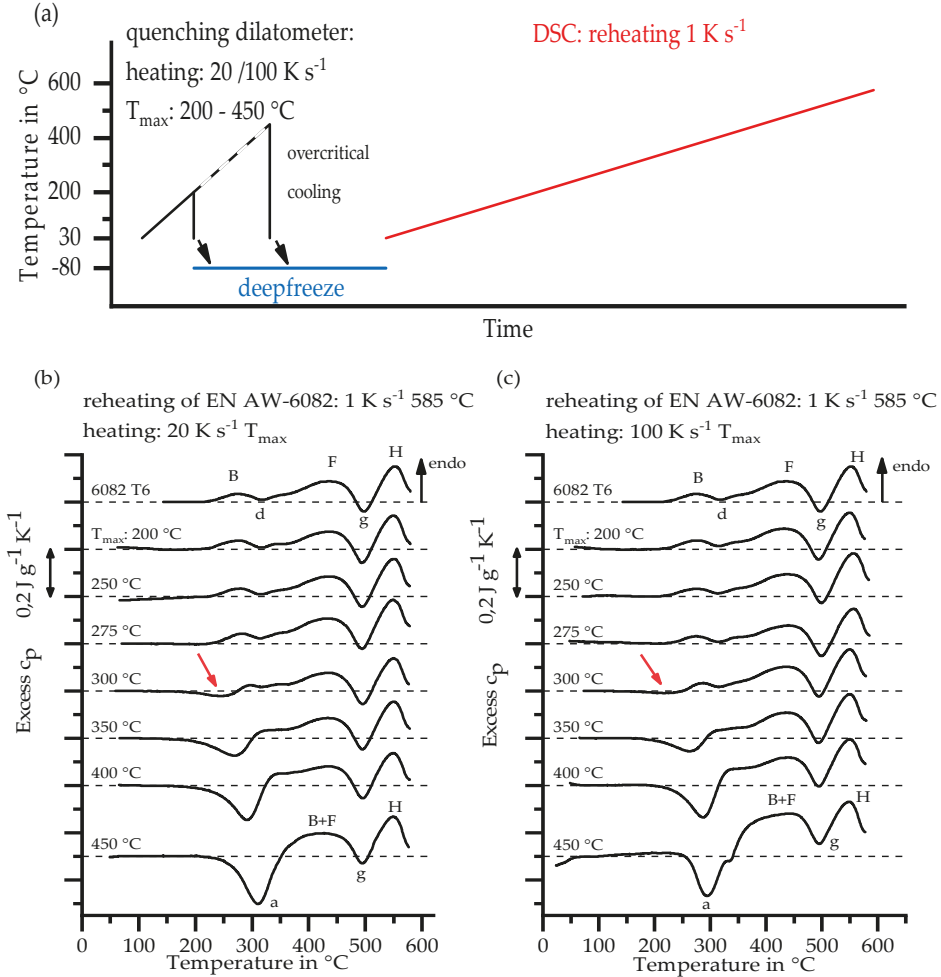 (a)
quenching dilatometer:
heating: 20 /100 K s⁻¹
Tmax: 200 - 450 °C
DSC: reheating 1 K s⁻¹
overcritical
cooling
deepfreeze
600
400
200
30
-80
Temperature in °C
Time
(b)
reheating of EN AW-6082: 1 K s⁻¹ 585 °C
heating: 20 K s⁻¹ Tmax
H
endo
B
F
6082 T6
d
g
Tmax: 200 °C
250 °C
275 °C
300 °C
350 °C
400 °C
450 °C
B+F
H
g
a
0,2 J g⁻¹ K⁻¹
Excess cp
0 100 200 300 400 500 600
Temperature in °C
(c)
reheating of EN AW-6082: 1 K s⁻¹ 585 °C
heating: 100 K s⁻¹ Tmax
H
endo
B
F
6082 T6
d
g
Tmax: 200 °C
250 °C
275 °C
300 °C
350 °C
400 °C
450 °C
B+F
H
g
a
0,2 J g⁻¹ K⁻¹
Excess cp
0 100 200 300 400 500 600
Temperature in °C